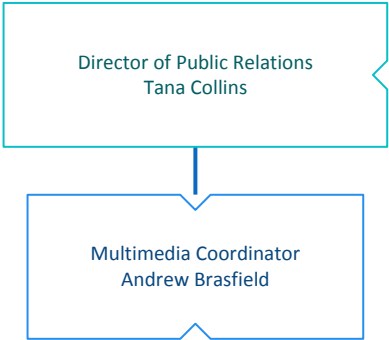 Director of Public Relations
Tana Collins
Multimedia Coordinator
Andrew Brasfield